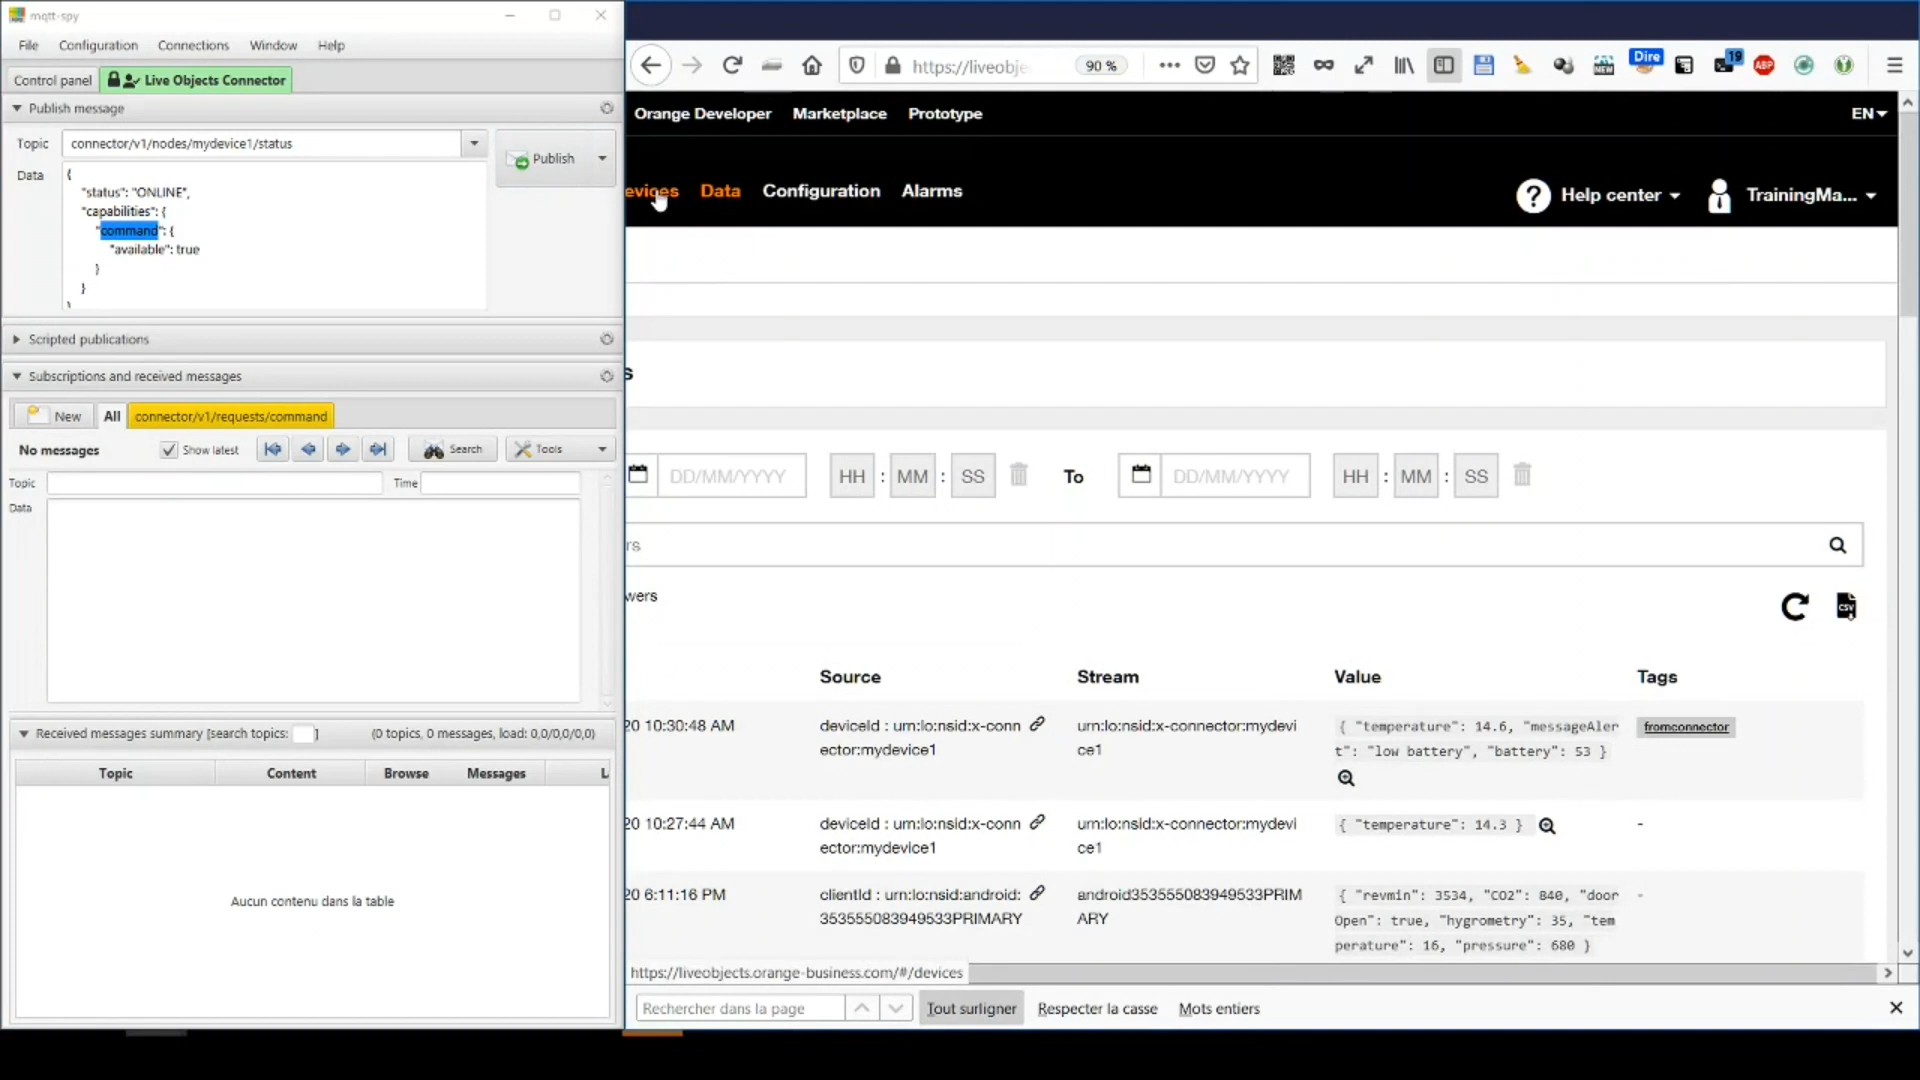 mqtt-spy
File Configuration Connections Window Help
Control panel Live Objects Connector
Publish message
Topic connector/v1/nodes/mydevice1/status
Publish
Data {
"status": "ONLINE",
"capabilities": {
"command": {
"available": true
}
}
Scripted publications
Subscriptions and received messages
New All connector/v1/requests/command
No messages Show latest Search Tools
Topic Time
Data
Received messages summary [search topics: ] (0 topics, 0 messages, load: 0,0/0,0/0,0)
Topic Content Browse Messages L
Aucun contenu dans la table
https://liveobje 90 % Dire 19 ABP
Orange Developer Marketplace Prototype EN
evices Data Configuration Alarms Help center TrainingMa...
s
DD/MM/YYYY HH : MM : SS To DD/MM/YYYY HH : MM : SS
rs
wers
CSV
Source Stream Value Tags
20 10:30:48 AM deviceId : urn:lo:nsid:x-conn urn:lo:nsid:x-connector:mydevi { "temperature": 14.6, "messageAler fromconnector
ector:mydevice1 ce1 t": "low battery", "battery": 53 }
20 10:27:44 AM deviceId : urn:lo:nsid:x-conn urn:lo:nsid:x-connector:mydevi { "temperature": 14.3 } -
ector:mydevice1 ce1
20 6:11:16 PM clientId : urn:lo:nsid:android: android353555083949533PRIM { "revmin": 3534, "CO2": 840, "door -
353555083949533PRIMARY ARY Open": true, "hygrometry": 35, "tem
perature": 16, "pressure": 680 }
https://liveobjects.orange-business.com/#/devices
Rechercher dans la page Tout surligner Respecter la casse Mots entiers